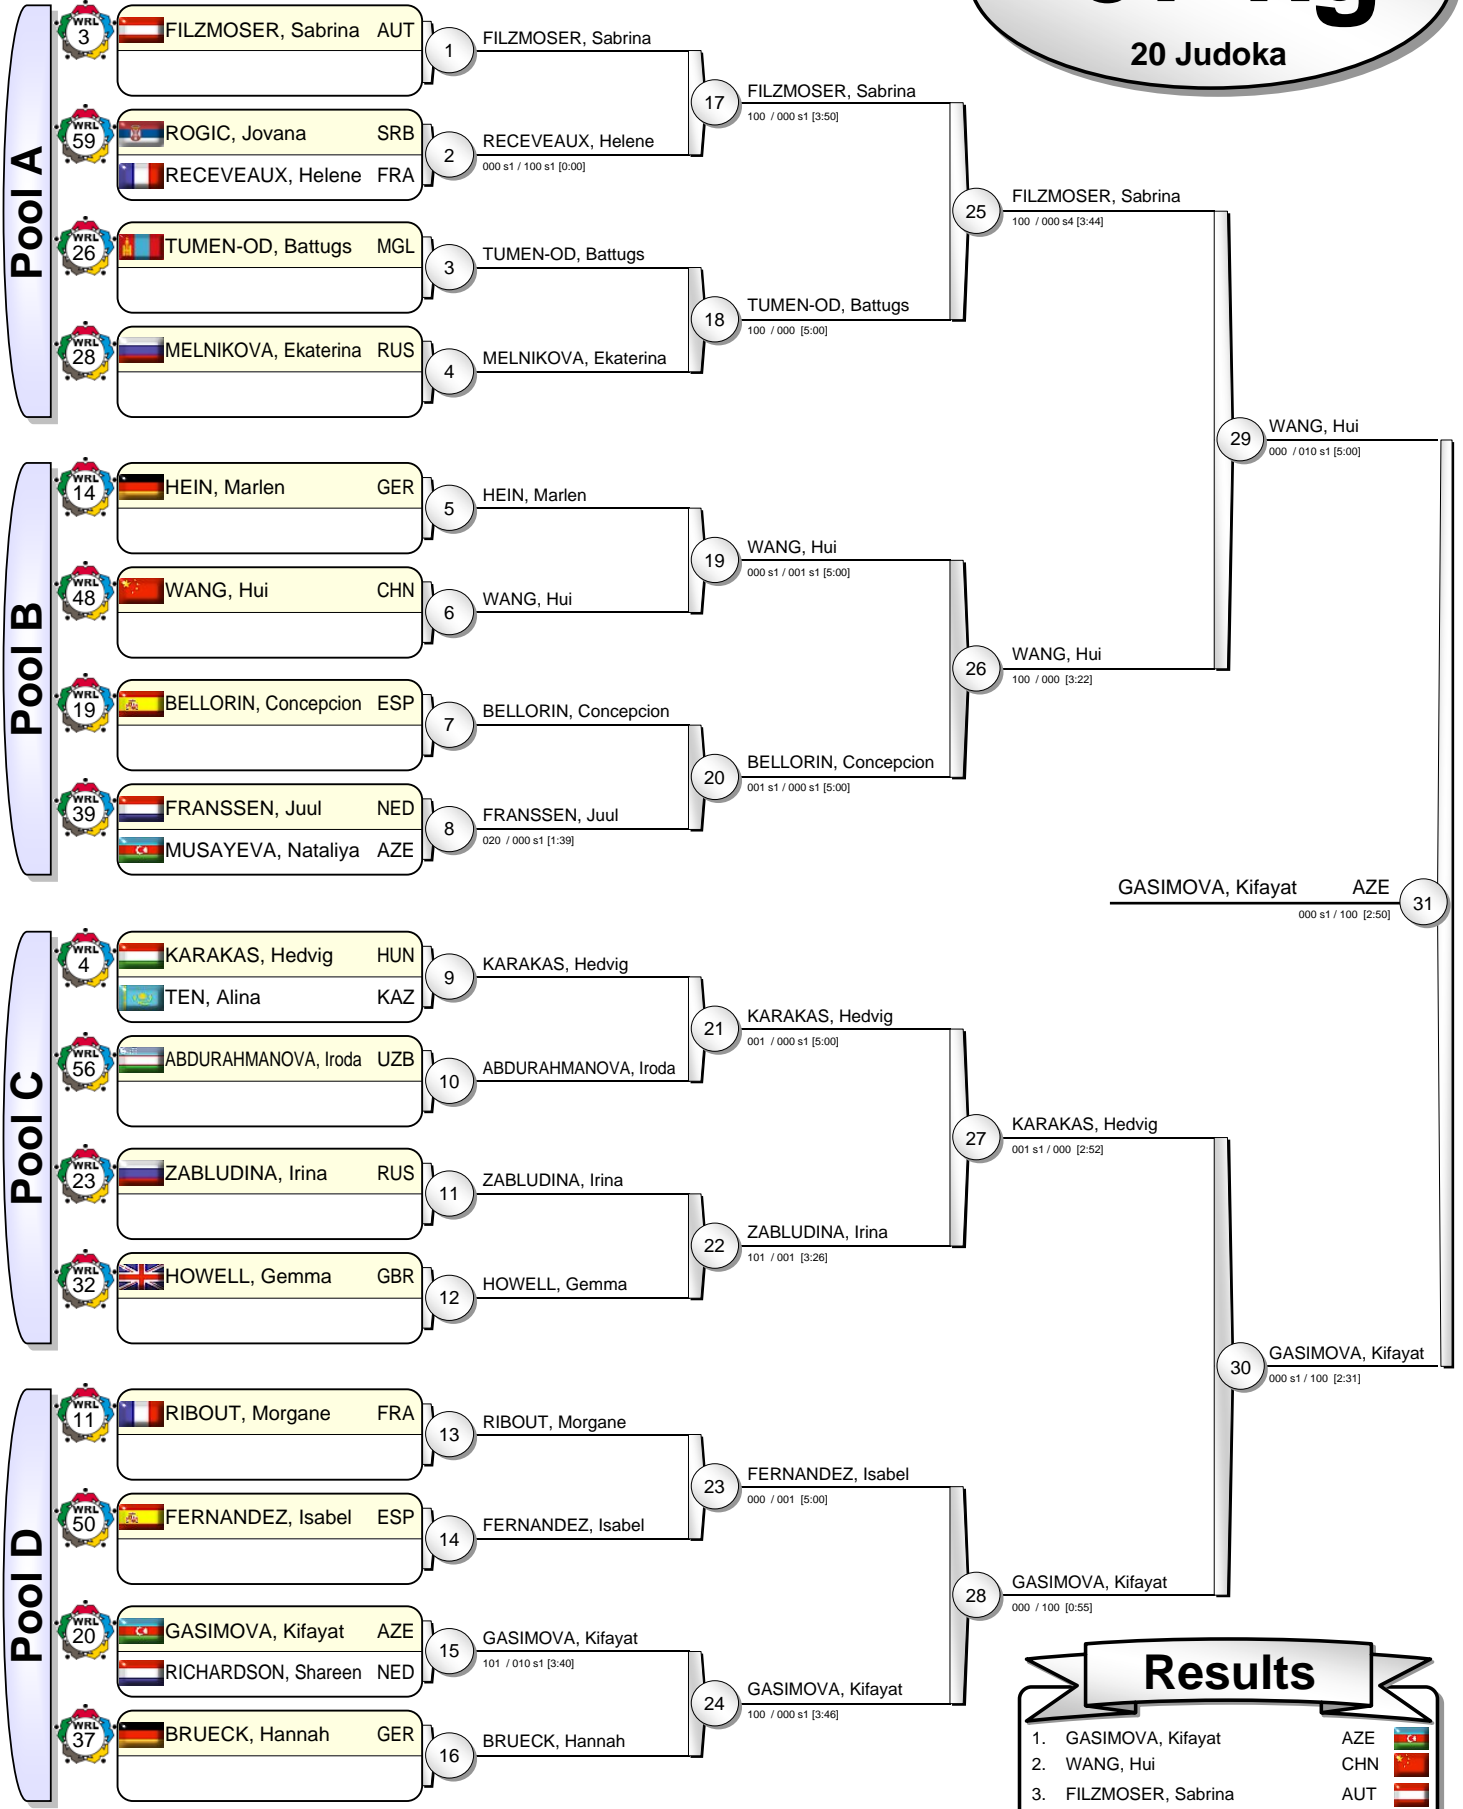 20 Judoka
Pool A
WRL 3 FILZMOSER, Sabrina AUT
WRL 59 ROGIC, Jovana SRB
RECEVEAUX, Helene FRA
WRL 26 TUMEN-OD, Battugs MGL
WRL 28 MELNIKOVA, Ekaterina RUS
1 FILZMOSER, Sabrina
2 RECEVEAUX, Helene
000 s1 / 100 s1 [0:00]
3 TUMEN-OD, Battugs
4 MELNIKOVA, Ekaterina
17 FILZMOSER, Sabrina
100 / 000 s1 [3:50]
18 TUMEN-OD, Battugs
100 / 000 [5:00]
25 FILZMOSER, Sabrina
100 / 000 s4 [3:44]
Pool B
WRL 14 HEIN, Marlen GER
WRL 48 WANG, Hui CHN
WRL 19 BELLORIN, Concepcion ESP
WRL 39 FRANSSEN, Juul NED
MUSAYEVA, Nataliya AZE
5 HEIN, Marlen
6 WANG, Hui
7 BELLORIN, Concepcion
8 FRANSSEN, Juul
020 / 000 s1 [1:39]
19 WANG, Hui
000 s1 / 001 s1 [5:00]
20 BELLORIN, Concepcion
001 s1 / 000 s1 [5:00]
26 WANG, Hui
100 / 000 [3:22]
29 WANG, Hui
000 / 010 s1 [5:00]
GASIMOVA, Kifayat AZE 31
000 s1 / 100 [2:50]
Pool C
WRL 4 KARAKAS, Hedvig HUN
TEN, Alina KAZ
WRL 56 ABDURAHMANOVA, Iroda UZB
WRL 23 ZABLUDINA, Irina RUS
WRL 32 HOWELL, Gemma GBR
9 KARAKAS, Hedvig
10 ABDURAHMANOVA, Iroda
11 ZABLUDINA, Irina
12 HOWELL, Gemma
21 KARAKAS, Hedvig
001 / 000 s1 [5:00]
22 ZABLUDINA, Irina
101 / 001 [3:26]
27 KARAKAS, Hedvig
001 s1 / 000 [2:52]
Pool D
WRL 11 RIBOUT, Morgane FRA
WRL 50 FERNANDEZ, Isabel ESP
WRL 20 GASIMOVA, Kifayat AZE
RICHARDSON, Shareen NED
WRL 37 BRUECK, Hannah GER
13 RIBOUT, Morgane
14 FERNANDEZ, Isabel
15 GASIMOVA, Kifayat
101 / 010 s1 [3:40]
16 BRUECK, Hannah
23 FERNANDEZ, Isabel
000 / 001 [5:00]
24 GASIMOVA, Kifayat
100 / 000 s1 [3:46]
28 GASIMOVA, Kifayat
000 / 100 [0:55]
30 GASIMOVA, Kifayat
000 s1 / 100 [2:31]
Results
1. GASIMOVA, Kifayat AZE
2. WANG, Hui CHN
3. FILZMOSER, Sabrina AUT